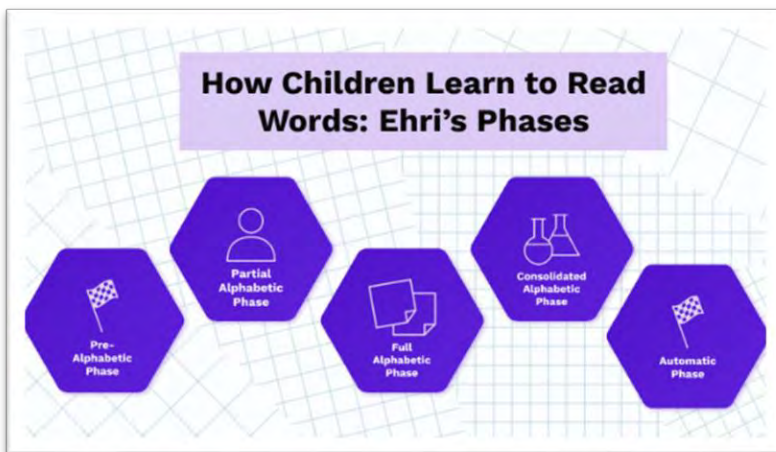 How Children Learn to Read
Words: Ehri's Phases
Pre-
Alphabetic
Phase
Partial
Alphabetic
Phase
Full
Alphabetic
Phase
Consolidated
Alphabetic
Phase
Automatic
Phase